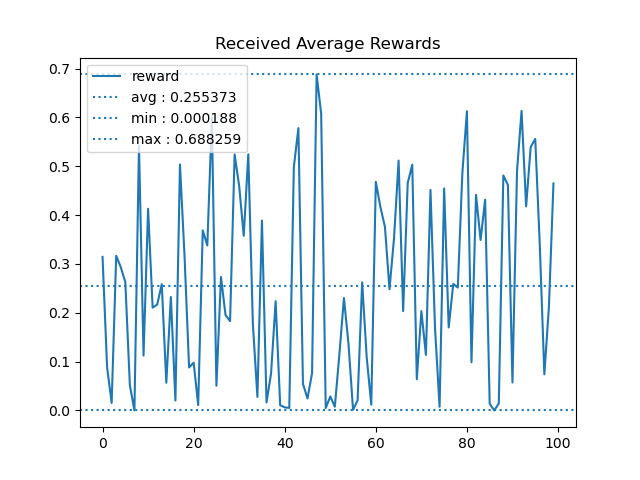 Received Average Rewards
0.7
0.6
0.5
0.4
0.3
0.2
0.1
0.0
reward
avg : 0.255373
min : 0.000188
max : 0.688259
0 20 40 60 80 100